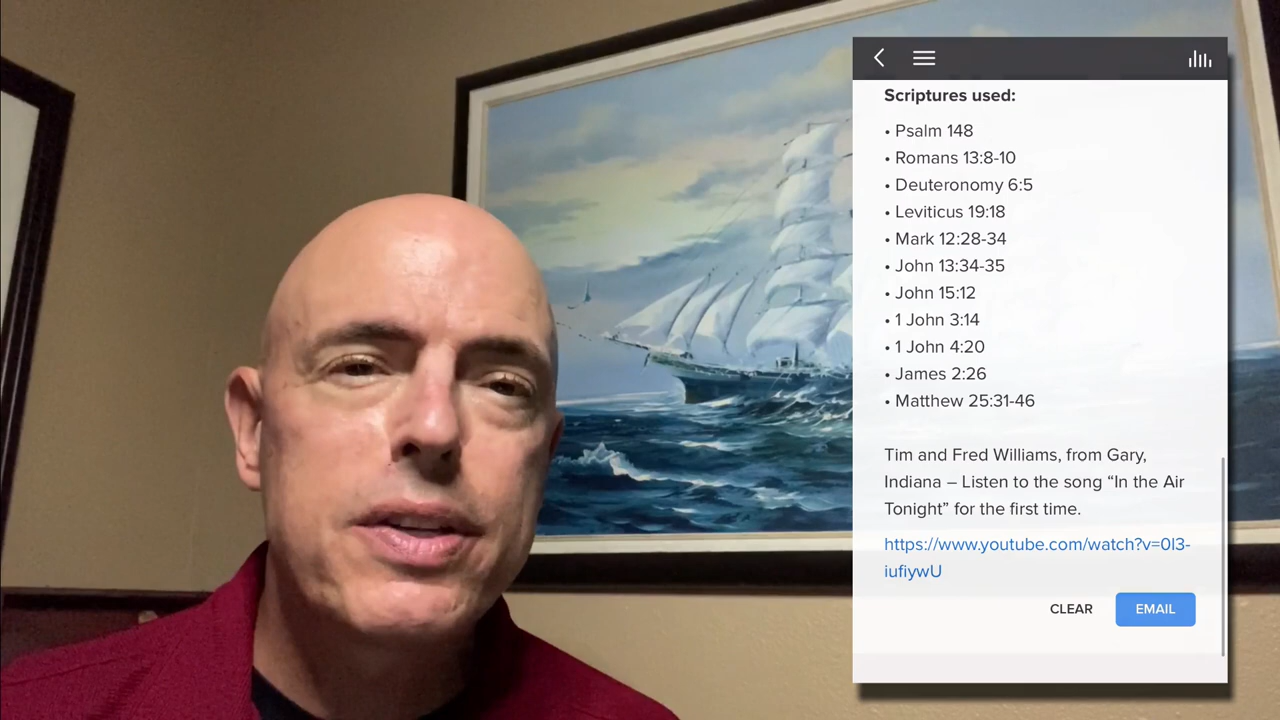 Scriptures used:
• Psalm 148
• Romans 13:8-10
• Deuteronomy 6:5
• Leviticus 19:18
• Mark 12:28-34
• John 13:34-35
• John 15:12
• 1 John 3:14
• 1 John 4:20
• James 2:26
• Matthew 25:31-46
Tim and Fred Williams, from Gary,
Indiana – Listen to the song “In the Air
Tonight” for the first time.
https://www.youtube.com/watch?v=0l3-
iufiywU
CLEAR
EMAIL